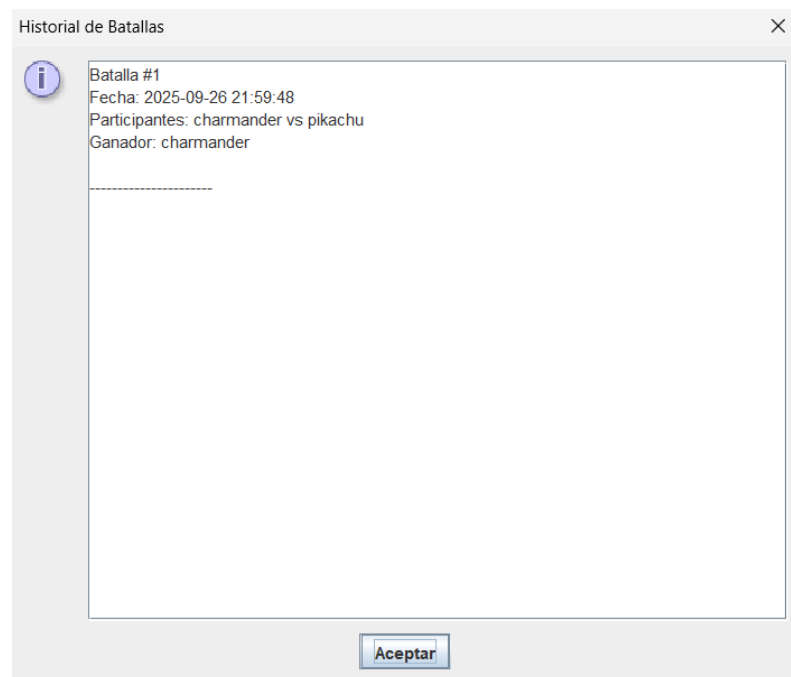 Historial de Batallas
i
Batalla #1
Fecha: 2025-09-26 21:59:48
Participantes: charmander vs pikachu
Ganador: charmander
----------------------
Aceptar